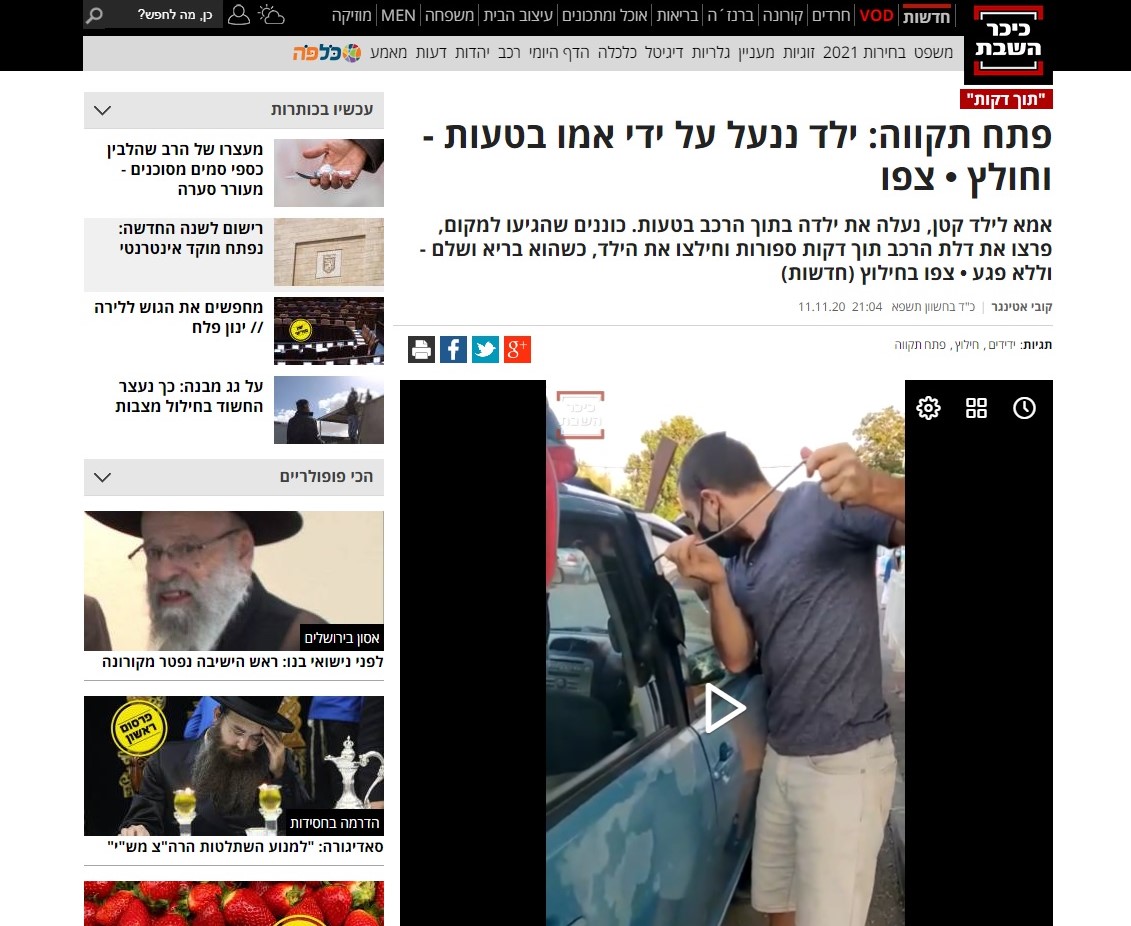 כיכר
השבת
חדשות
VOD
חרדים
קורונה
ברנז´ה
בריאות
אוכל ומתכונים
עיצוב הבית
משפחה
MEN
מוזיקה
כן, מה לחפש?
משפט
בחירות 2021
זוגיות
מעניין
גלריות
דיגיטל
כלכלה
הדף היומי
רכב
יהדות
דעות
מאמע
כלפה
"תוך דקות"
פתח תקווה: ילד ננעל על ידי אמו בטעות -
וחולץ • צפו
אמא לילד קטן, נעלה את ילדה בתוך הרכב בטעות. כוננים שהגיעו למקום,
פרצו את דלת הרכב תוך דקות ספורות וחילצו את הילד, כשהוא בריא ושלם -
וללא פגע • צפו בחילוץ (חדשות)
קובי אטינגר | כ"ד בחשוון תשפא 21:04 11.11.20
תגיות: ידידים , חילוץ , פתח תקווה
8+
כיכר
השבת
עכשיו בכותרות
מעצרו של הרב שהלבין
כספי סמים מסוכנים -
מעורר סערה
רישום לשנה החדשה:
נפתח מוקד אינטרנטי
מחפשים את הגוש ללירה
// ינון פלח
על גג מבנה: כך נעצר
החשוד בחילול מצבות
הכי פופולריים
אסון בירושלים
לפני נישואי בנו: ראש הישיבה נפטר מקורונה
פרסום
ראשון
הדרמה בחסידות
סאדיגורה: "למנוע השתלטות הרה"צ מש"י"